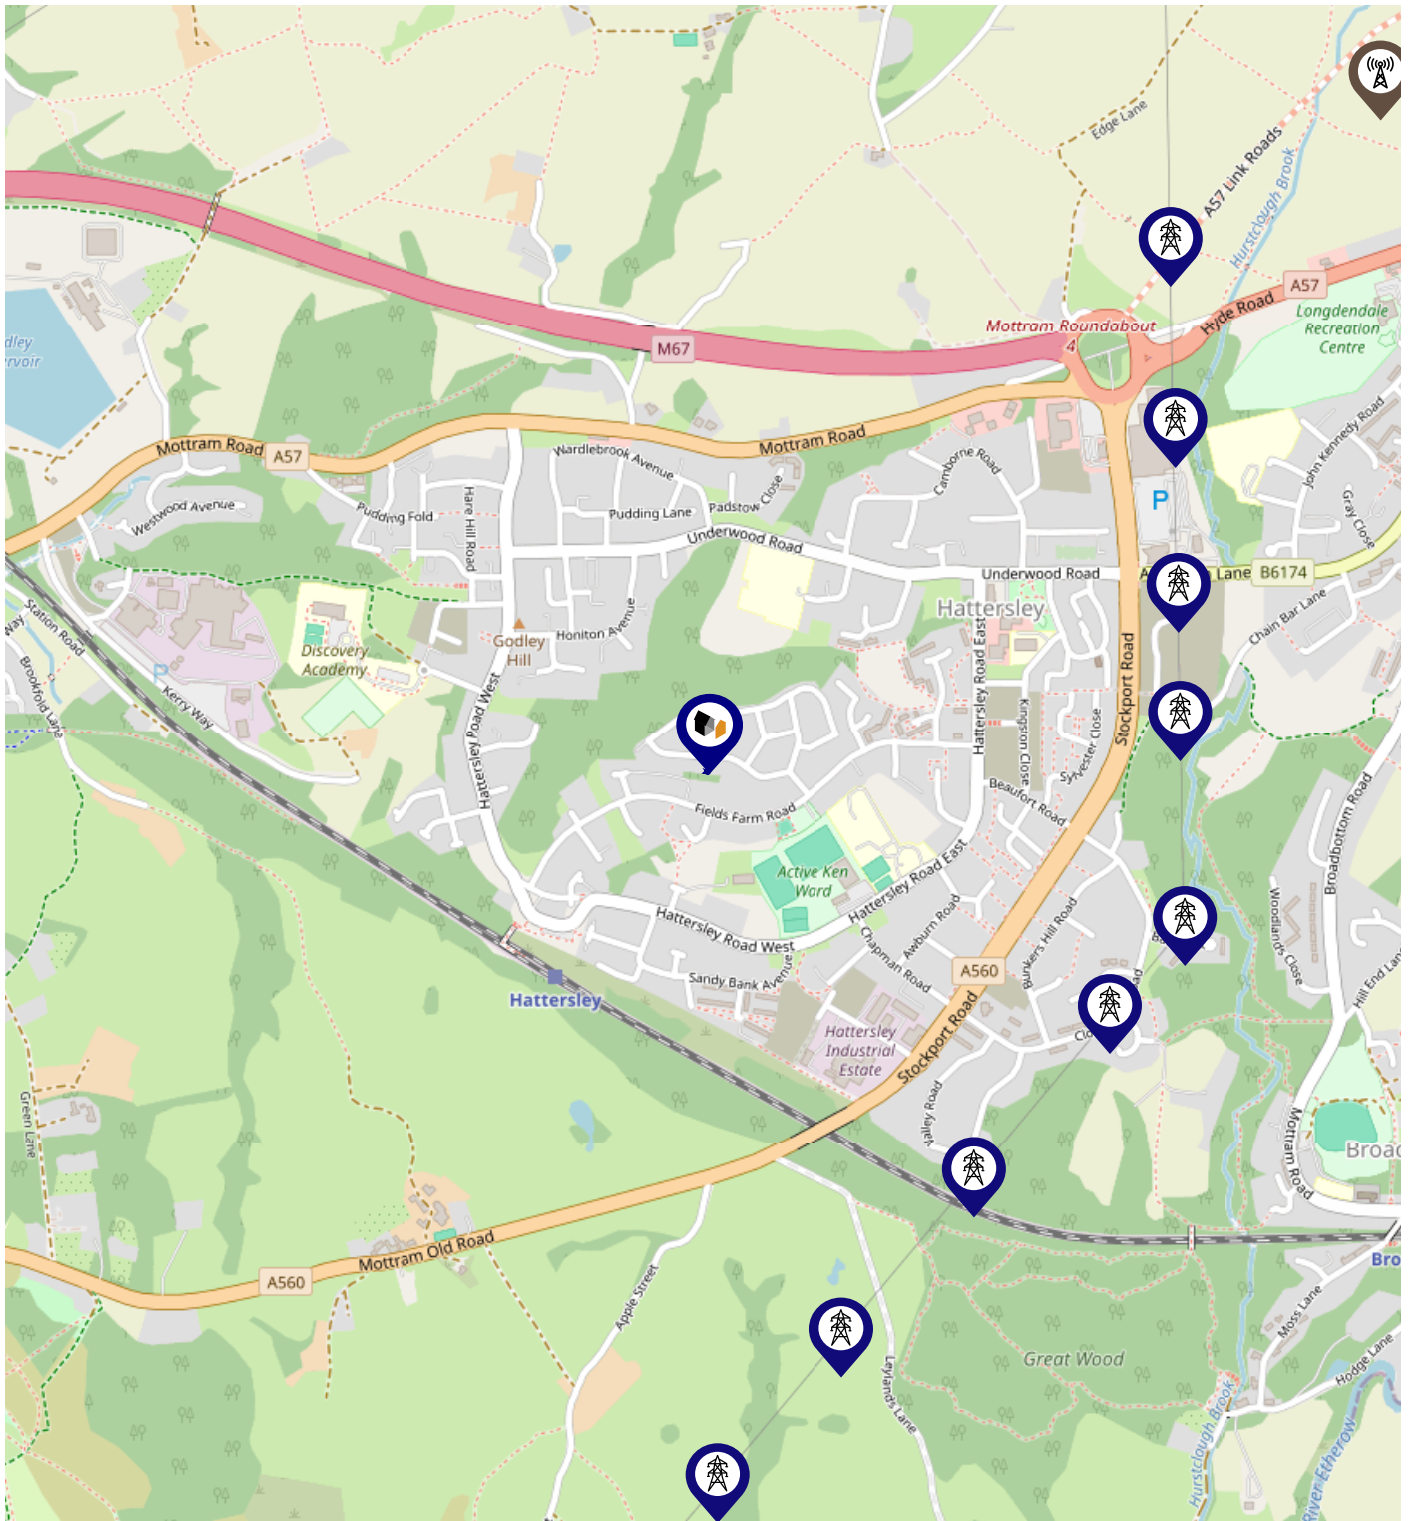 Edge Lane
A57 Link Roads
Hurstclough Brook
A57
Hyde Road
Longdendale
Recreation
Centre
Mottram Roundabout
4
M67
dley
rvoir
Mottram Road
A57
Mottram Road
Wardlebrook Avenue
Camborne Road
John Kennedy Road
Westwood Avenue
Pudding Fold
Hare Hill Road
Pudding Lane
Padstow Close
P
Gray Close
Underwood Road
Underwood Road
A
Lane
B6174
Hattersley
Chain Bar Lane
Station Road
Way
Discovery
Academy
Godley
Hill
Honiton Avenue
Hattersley Road East
Stockport Road
P
Brookfold Lane
Kerry Way
Hattersley Road West
Kingston Close
Sylvester Close
Beaufort Road
Fields Farm Road
Broadbottom Road
Active Ken
Ward
Hattersley Road East
Hattersley Road West
Awburn Road
Chapman Road
Bunkers Hill Road
Woodlands Close
Hill End Lan
A560
Sandy Bank Avenue
Ba
ad
Hattersley
Hattersley
Industrial
Estate
Clo
Stockport Road
Green Lane
Valley Road
Mottram Road
Broad
Mottram Old Road
A560
Apple Street
Bro
Moss Lane
Great Wood
Hodge Lane
Leylands Lane
Hurstclough Brook
River Etherow